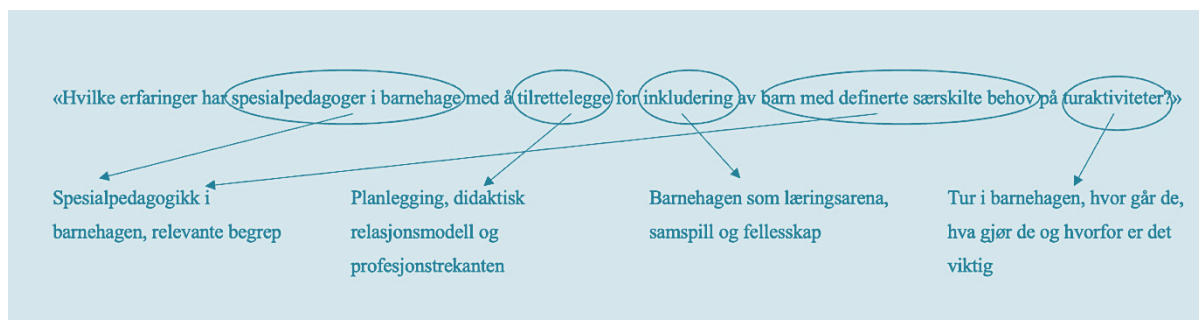 «Hvilke erfaringer har spesialpedagoger i barnehage med å tilrettelegge for inkludering av barn med definerte særskilte behov på turaktiviteter?»
Spesialpedagogikk i
barnehagen, relevante begrep
Planlegging, didaktisk
relasjonsmodell og
profesjonstrekanten
Barnehagen som læringsarena,
samspill og fellesskap
Tur i barnehagen, hvor går de,
hva gjør de og hvorfor er det
viktig